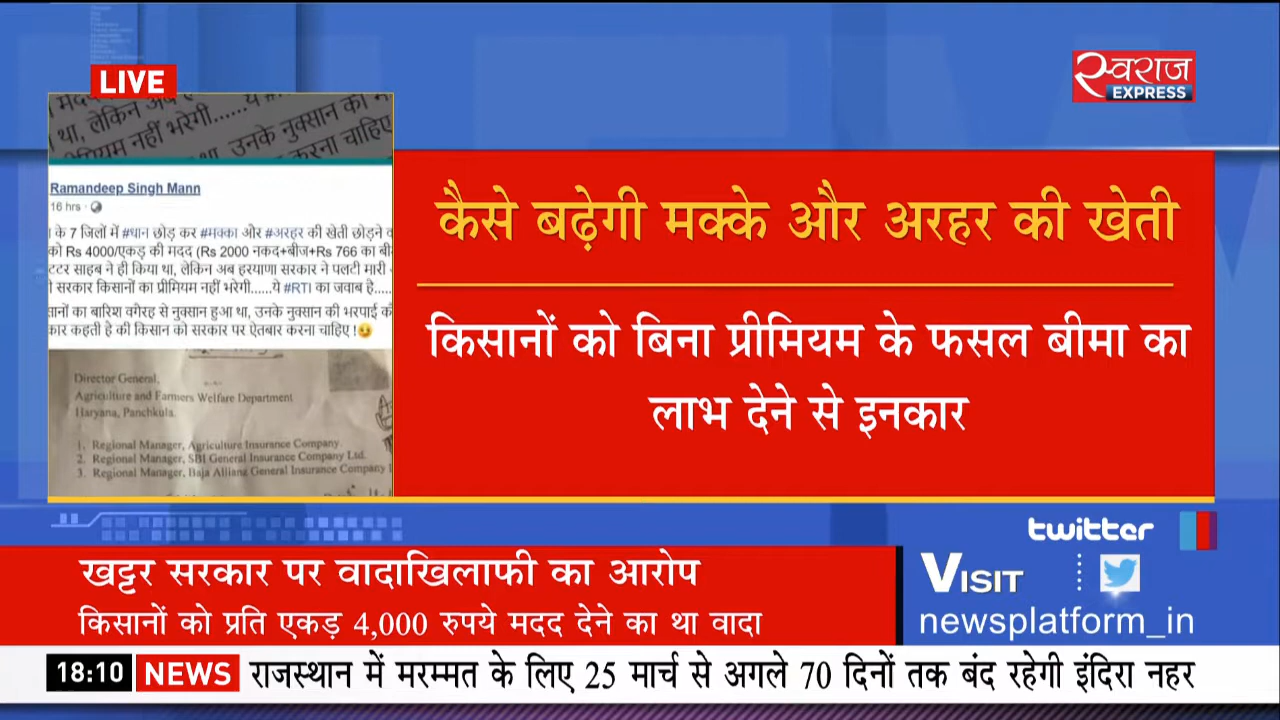 LIVE
स्वराज
EXPRESS
था, लेकिन
प्रीमियम नहीं भरेगी......ये
उनके नुक्सान की
करना चाहिए
Ramandeep Singh Mann
16 hrs
के 7 जिलों में #धान छोड़ कर #मक्का और #अरहर की खेती छोड़ने
को Rs 4000/एकड़ की मदद (Rs 2000 नकद+बीज+Rs 766 का
साहब ने ही किया था, लेकिन अब हरयाणा सरकार ने पलटी मारी
सरकार किसानों का प्रीमियम नहीं भरेगी......ये #RTI का जवाब है.....
का बारिश वगैरह से नुक्सान हुआ था, उनके नुक्सान की भरपाई
कहती है की किसान को सरकार पर ऐतबार करना चाहिए !
Director General,
Agriculture and Farmers Welfare Department
Haryana, Panchkula.
1. Regional Manager, Agriculture Insurance Company.
2. Regional Manager, SBI General Insurance Company Ltd.
3. Regional Manager, Baja Allianz General Insurance Company
कैसे बढ़ेगी मक्के और अरहर की खेती
किसानों को बिना प्रीमियम के फसल बीमा का
लाभ देने से इनकार
खट्टर सरकार पर वादाखिलाफी का आरोप
किसानों को प्रति एकड़ 4,000 रुपये मदद देने का था वादा
twitter
VISIT
newsplatform_in
18:10 NEWS राजस्थान में मरम्मत के लिए 25 मार्च से अगले 70 दिनों तक बंद रहेगी इंदिरा नहर